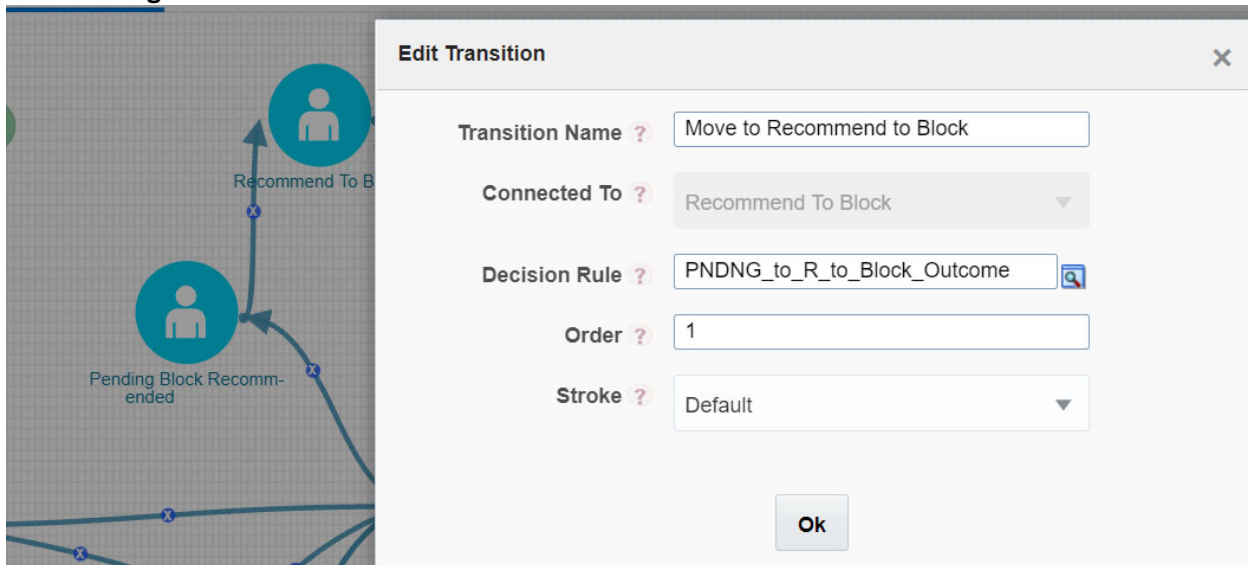 Edit Transition
Transition Name ? Move to Recommend to Block
Recommend To B
Connected To ? Recommend To Block
Decision Rule ? PNDNG_to_R_to_Block_Outcome
Order ? 1
Pending Block Recomm-
ended
Stroke ? Default
Ok